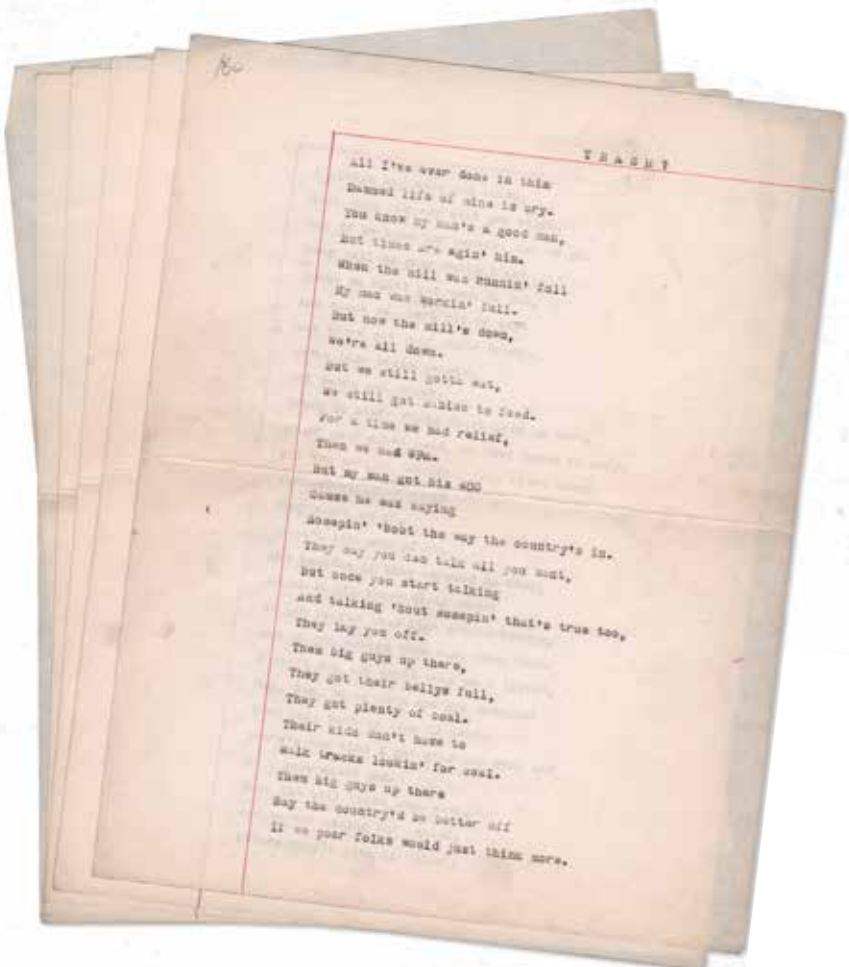 TRASH?
All I've ever done in this
Damned life of mine is cry.
You know my man's a good man,
But times are agin' him.
When the mill was runnin' full
My man was workin' full.
But now the mill's down,
We're all down.
But we still gotta eat,
We still got babies to feed.
For a time we had relief,
Then we had WPA.
But my man got his 400
Cause he was saying
Somepin' 'bout the way the country's in.
They say you can talk all you want,
But once you start talking
And talking 'bout somepin' that's true too,
They lay you off.
Them big guys up there,
They got their bellys full,
They got plenty of coal.
Their kids don't have to
Walk tracks lookin' for coal.
Them big guys up there
Say the country'd be better off
If we poor folks would just think more.